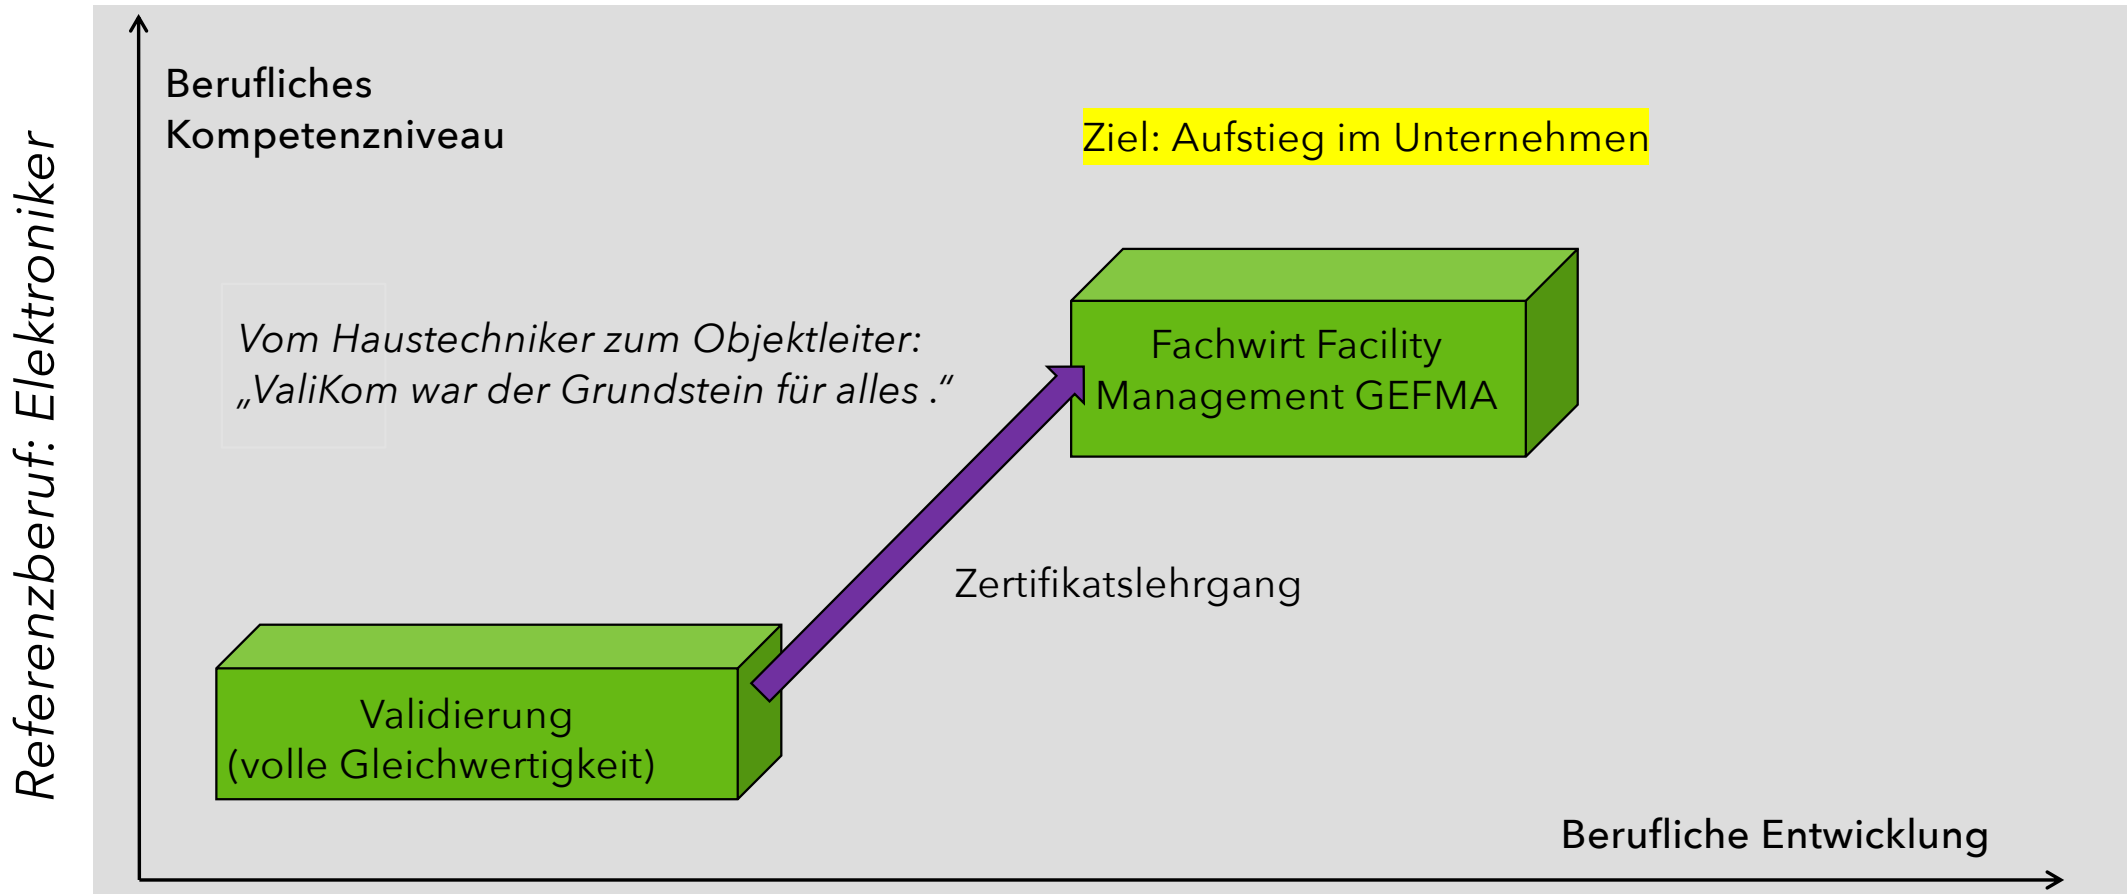 Referenzberuf: Elektroniker
Berufliches
Kompetenzniveau
Ziel: Aufstieg im Unternehmen
Vom Haustechniker zum Objektleiter:
„ValiKom war der Grundstein für alles .“
Fachwirt Facility
Management GEFMA
Zertifikatslehrgang
Validierung
(volle Gleichwertigkeit)
Berufliche Entwicklung